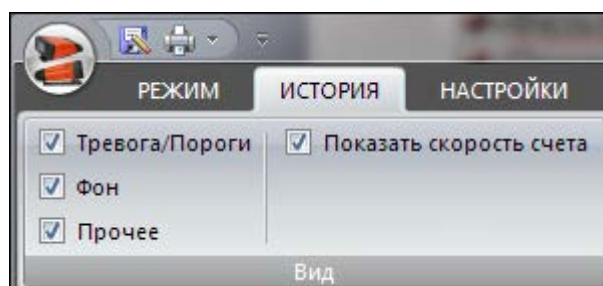 РЕЖИМ ИСТОРИЯ НАСТРОЙКИ
Тревога/Пороги Показать скорость счета
Фон
Прочее
Вид